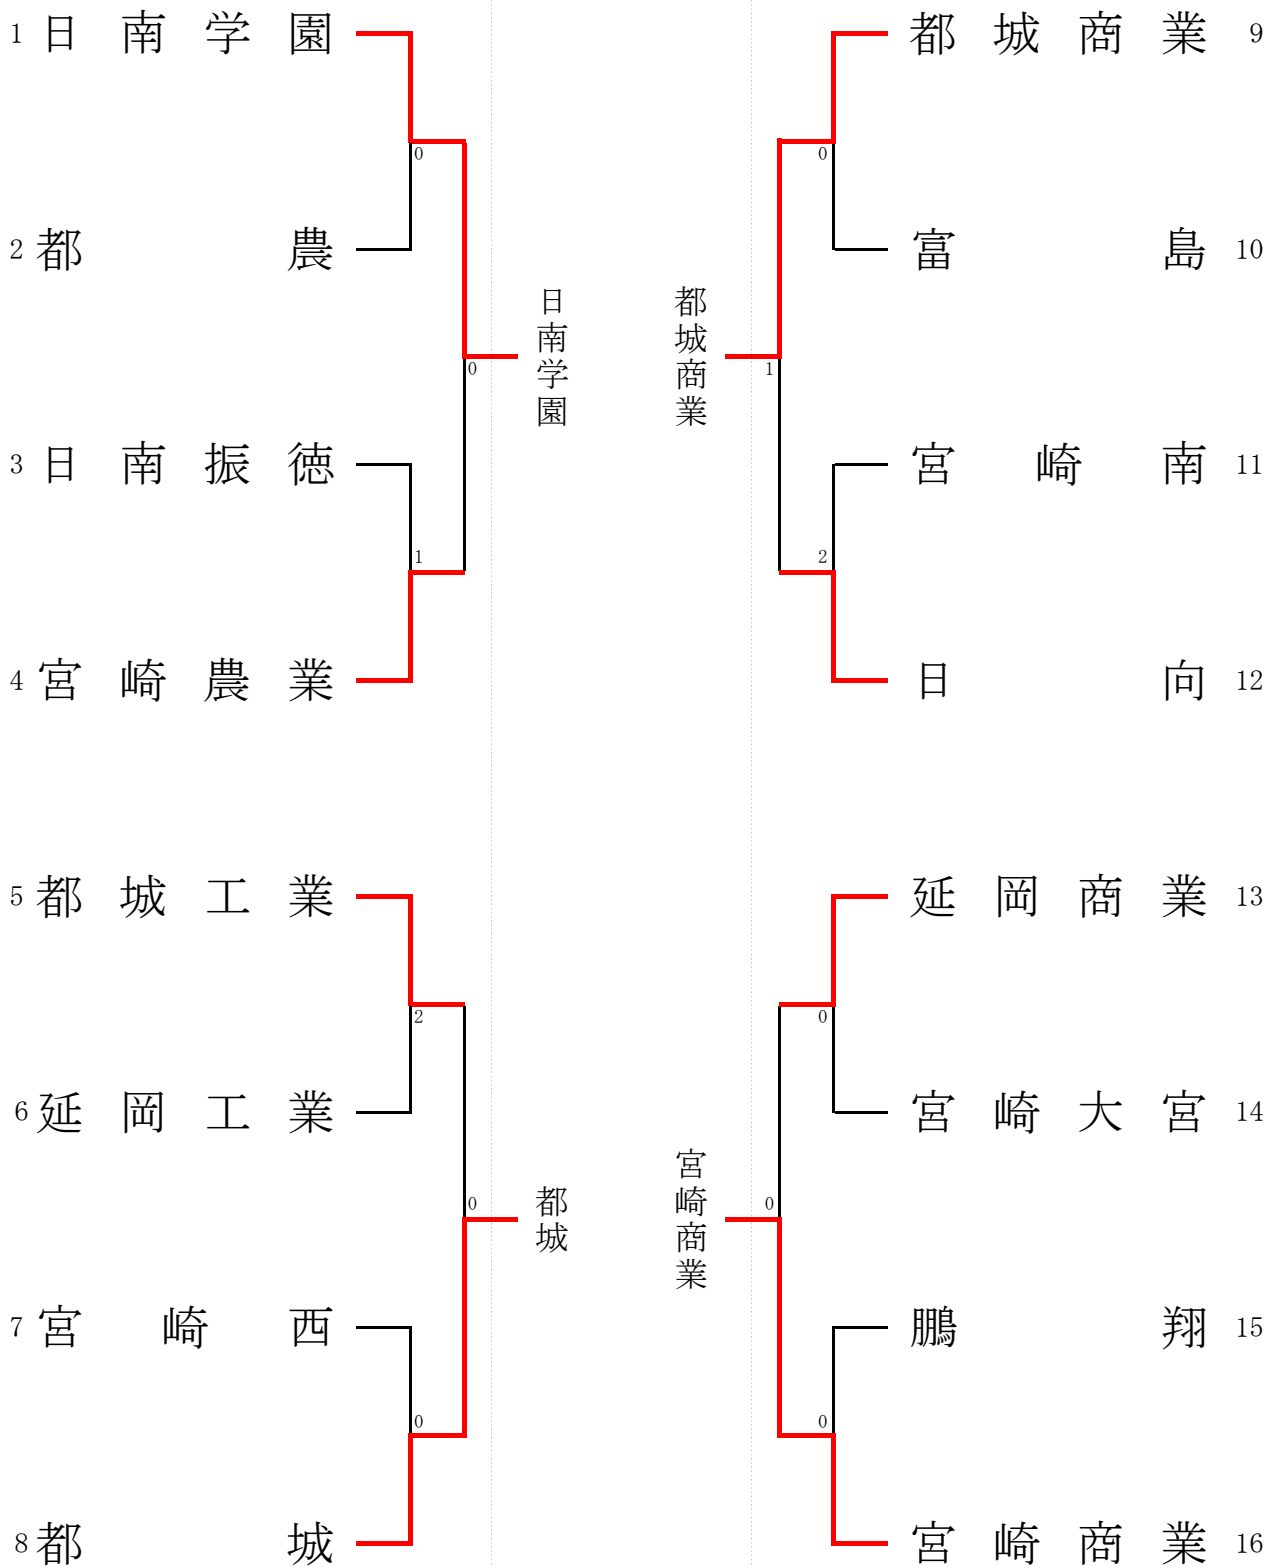 1 日南学園
0
2 都農
日南学園
0
3 日南振徳
1
4 宮崎農業
5 都城工業
2
6 延岡工業
都城
0
7 宮崎西
0
8 都城
都城商業 9
0
富島 10
都城商業
1
宮崎南 11
2
日向 12
延岡商業 13
0
宮崎大宮 14
宮崎商業
0
鵬翔 15
0
宮崎商業 16